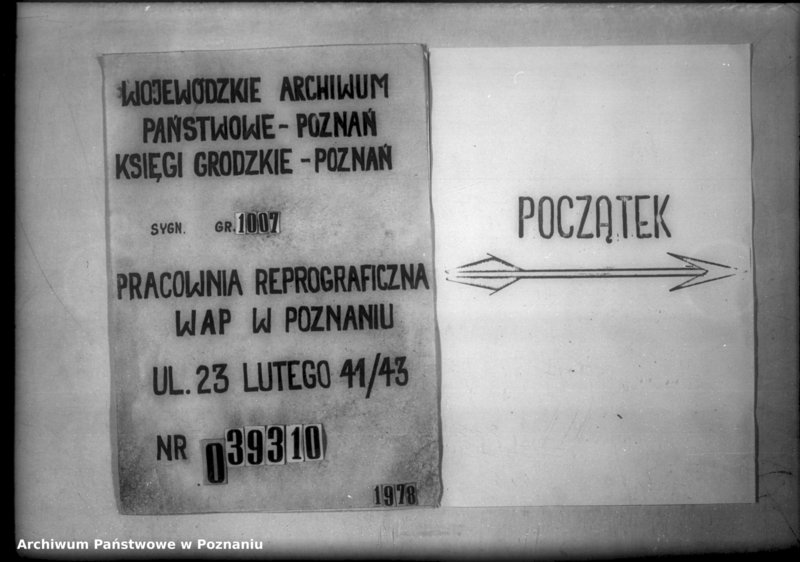 WOJEWÓDZKIE ARCHIWUM
PAŃSTWOWE - POZNAŃ
KSIĘGI GRODZKIE - POZNAŃ
SYGN. GR. 1007
PRACOWNIA REPROGRAFICZNA
WAP W POZNANIU
UL. 23 LUTEGO 41/43
NR 039310
1978
POCZĄTEK
Archiwum Państwowe w Poznaniu